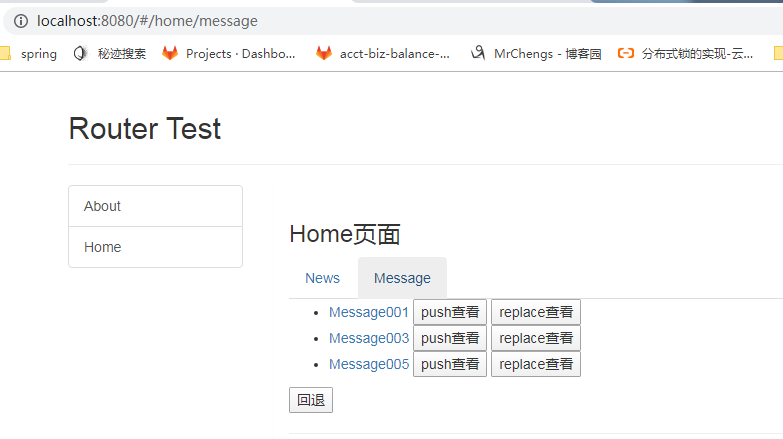 localhost:8080/#/home/message
spring 秘迹搜索 Projects · Dashbo... acct-biz-balance-... MrChengs - 博客园 分布式锁的实现-云...
Router Test
About
Home
Home页面
News Message
Message001 push查看 replace查看
Message003 push查看 replace查看
Message005 push查看 replace查看
回退